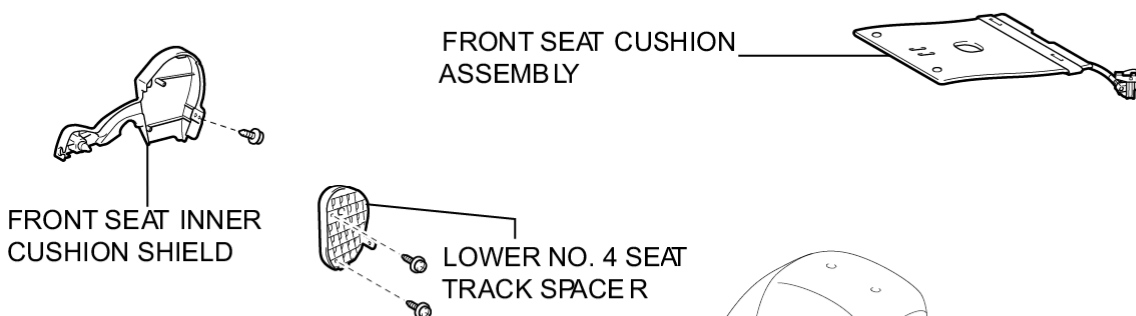 FRONT SEAT CUSHION
ASSEMBLY
FRONT SEAT INNER
CUSHION SHIELD
LOWER NO. 4 SEAT
TRACK SPACER